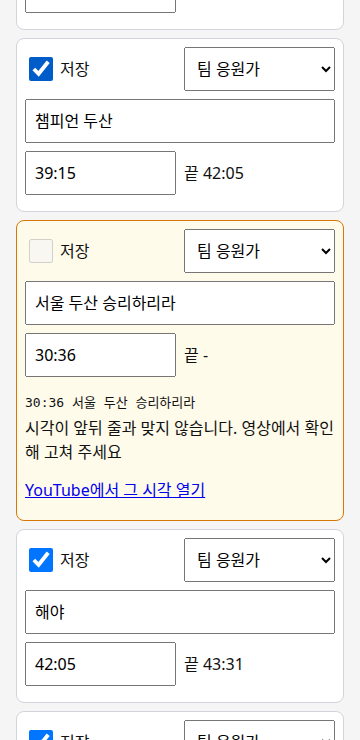 저장
팀 응원가
챔피언 두산
39:15
끝 42:05
저장
팀 응원가
서울 두산 승리하리라
30:36
끝 -
30:36 서울 두산 승리하리라
시각이 앞뒤 줄과 맞지 않습니다. 영상에서 확인
해 고쳐 주세요
YouTube에서 그 시각 열기
저장
팀 응원가
해야
42:05
끝 43:31